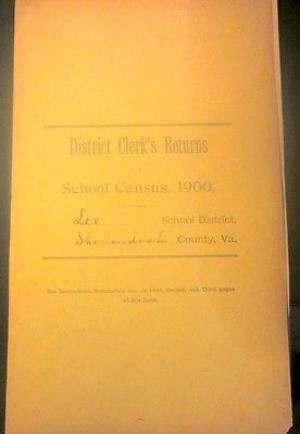 District Clerk's Returns
School Census, 1900,
Lee School District,
Shenandoah County, Va.
See Instructions, Summaries &c., on First, Second, and Third pages
of this Book